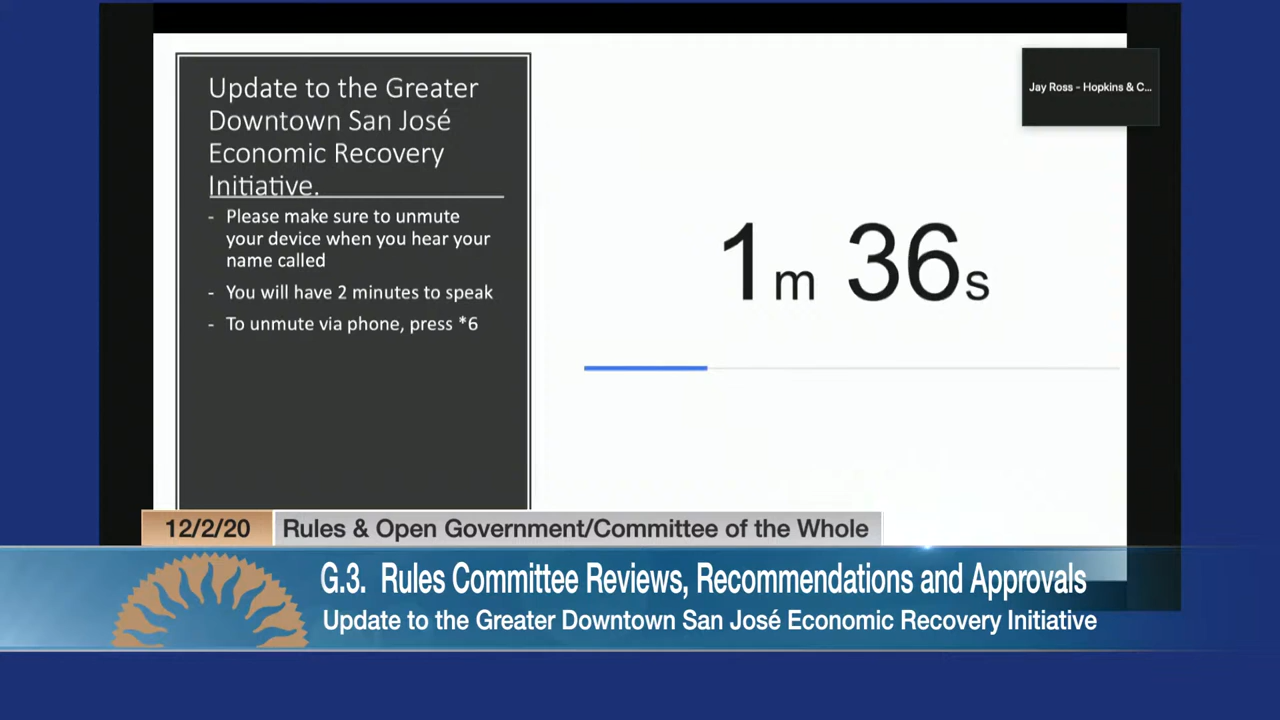 Update to the Greater
Downtown San José
Economic Recovery
Initiative.
- Please make sure to unmute
your device when you hear your
name called
- You will have 2 minutes to speak
- To unmute via phone, press *6
Jay Ross - Hopkins & C...
1m 36s
12/2/20
Rules & Open Government/Committee of the Whole
G.3. Rules Committee Reviews, Recommendations and Approvals
Update to the Greater Downtown San José Economic Recovery Initiative